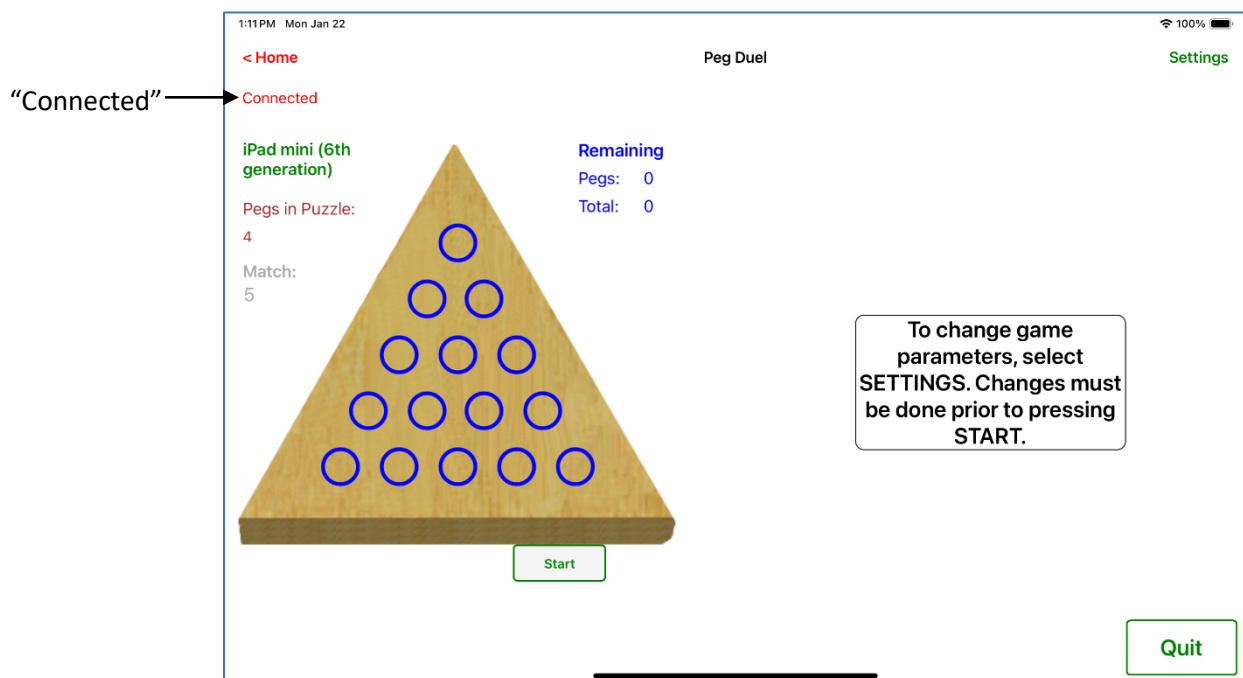 1:11 PM Mon Jan 22
100%
< Home
Peg Duel
Settings
“Connected”
Connected
iPad mini (6th
generation)
Remaining
Pegs: 0
Total: 0
Pegs in Puzzle:
4
Match:
5
To change game
parameters, select
SETTINGS. Changes must
be done prior to pressing
START.
Start
Quit